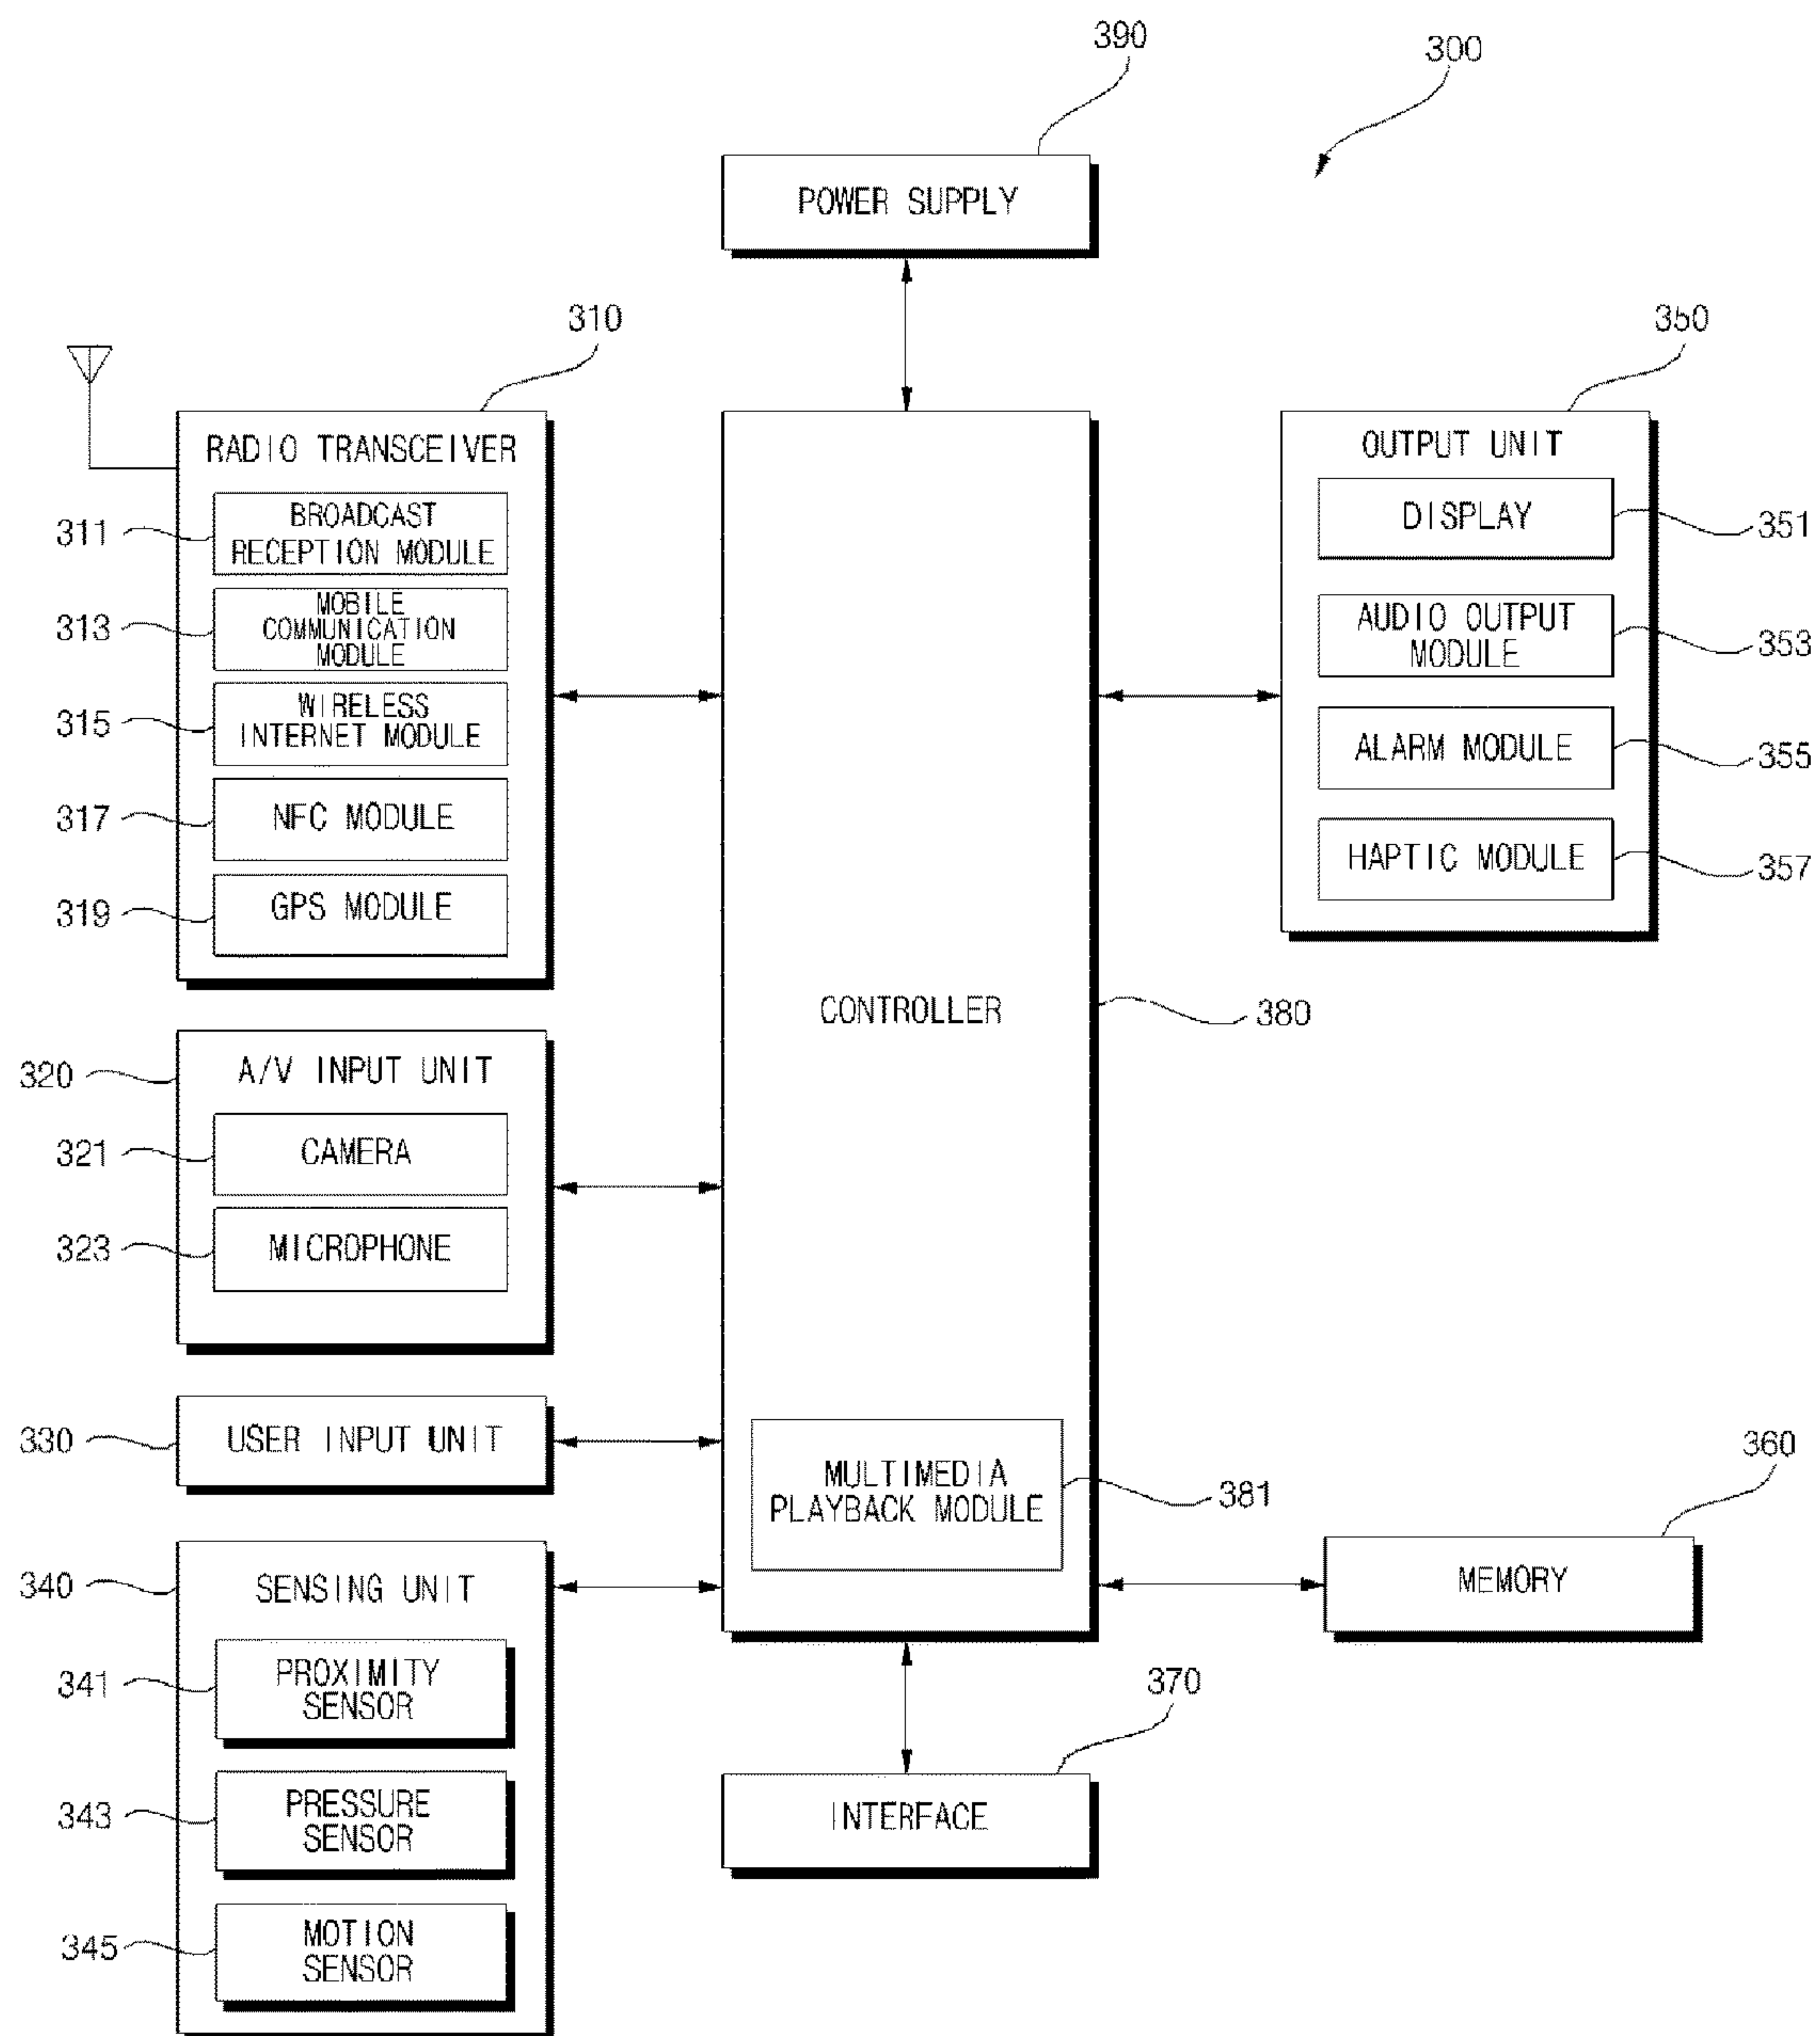 390
300
POWER SUPPLY
310
RADIO TRANSCEIVER
311
BROADCAST
RECEPTION MODULE
313
MOBILE
COMMUNICATION
MODULE
315
WIRELESS
INTERNET MODULE
317
NFC MODULE
319
GPS MODULE
320
A/V INPUT UNIT
321
CAMERA
323
MICROPHONE
330
USER INPUT UNIT
340
SENSING UNIT
341
PROXIMITY
SENSOR
343
PRESSURE
SENSOR
345
MOTION
SENSOR
CONTROLLER
380
MULTIMEDIA
PLAYBACK MODULE
381
350
OUTPUT UNIT
DISPLAY
351
AUDIO OUTPUT
MODULE
353
ALARM MODULE
355
HAPTIC MODULE
357
360
MEMORY
370
INTERFACE